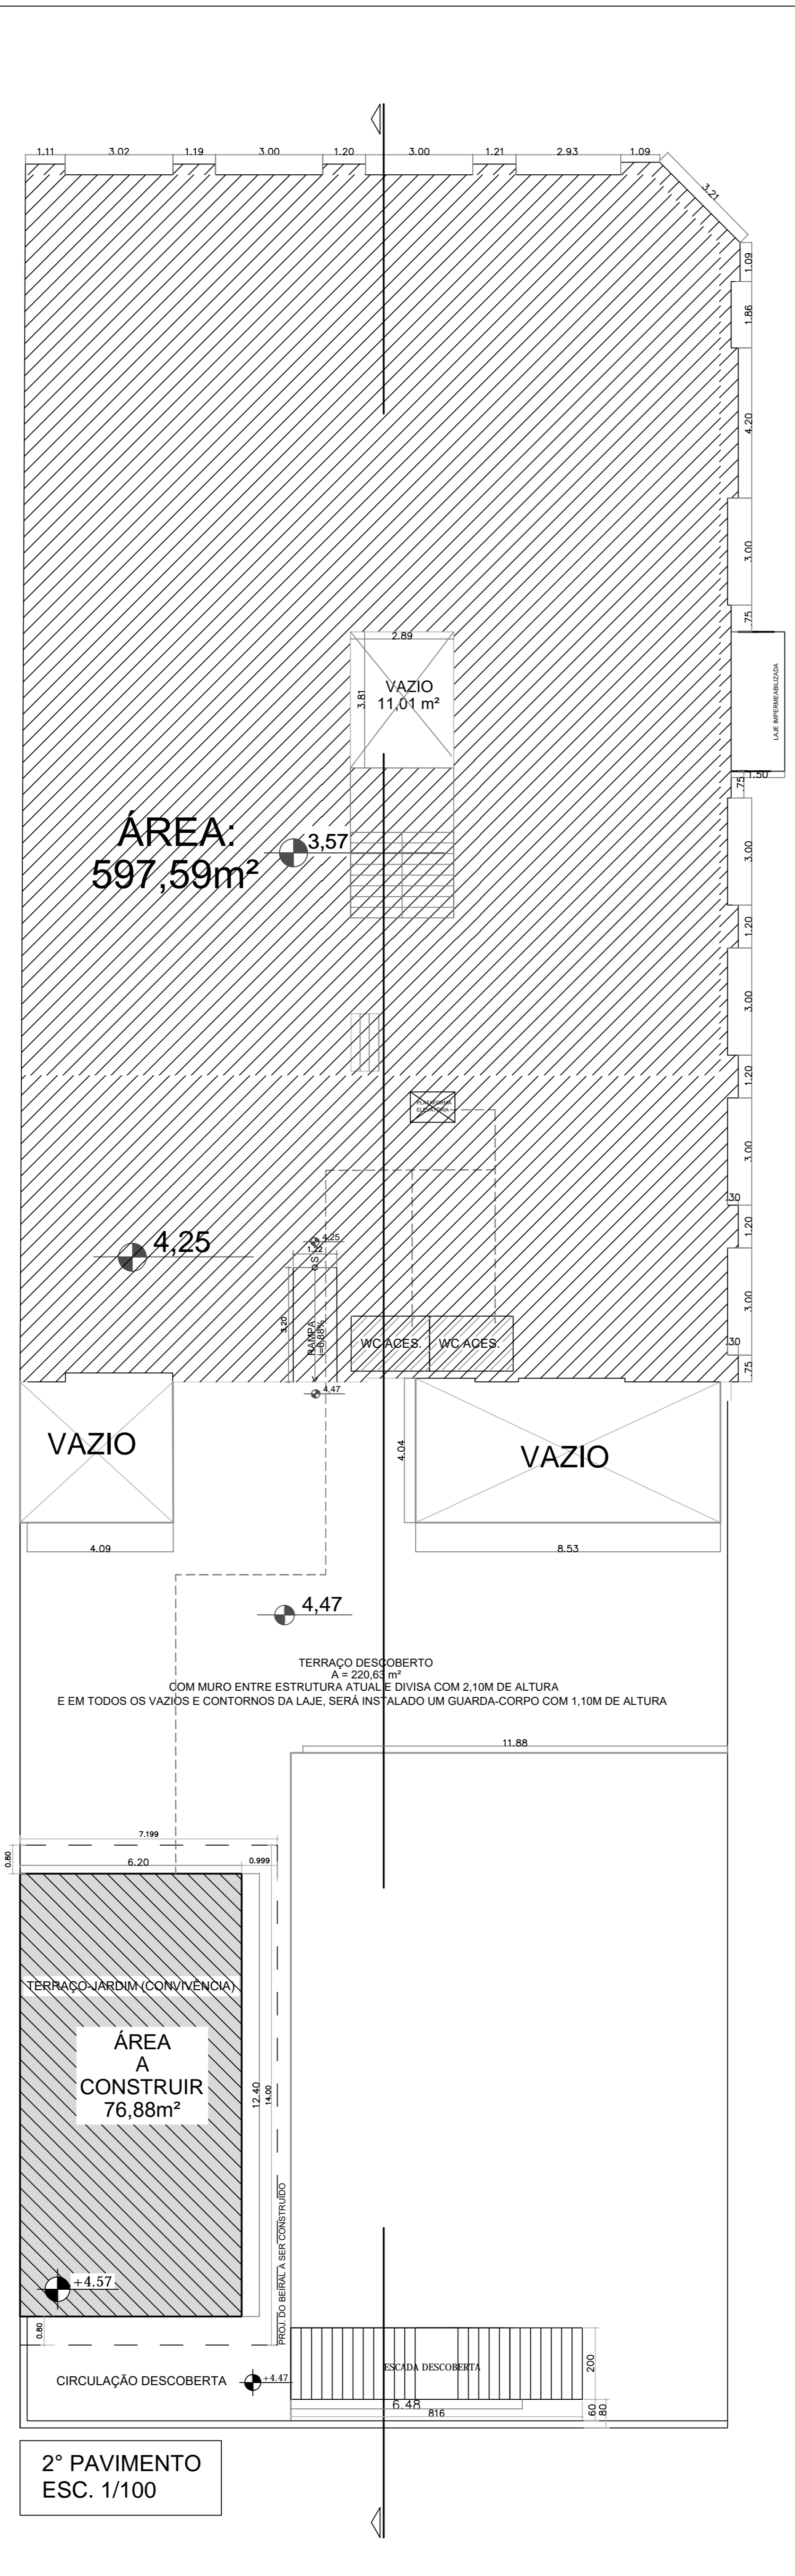 1.11
3.02
1.19
3.00
1.20
3.00
1.21
2.93
1.09
3.21
1.09
1.86
4.20
3.00
.75
2.89
3.81
VAZIO
11,01 m²
LAJE IMPERMEABILIZADA
1.50
.75
ÁREA:
597,59m²
3,57
3.00
1.20
3.00
1.20
PLATAFORMA
ELEVATÓRIA
3.00
.30
1.20
4,25
4,25
1.22
S
3.20
RAMPA
i=6,88%
WC ACES.
WC ACES.
3.00
.30
.75
4,47
VAZIO
4.04
VAZIO
4.09
8.53
4,47
TERRAÇO DESCOBERTO
A = 220,63 m²
COM MURO ENTRE ESTRUTURA ATUAL E DIVISA COM 2,10M DE ALTURA
E EM TODOS OS VAZIOS E CONTORNOS DA LAJE, SERÁ INSTALADO UM GUARDA-CORPO COM 1,10M DE ALTURA
11.88
7.199
0.80
6.20
0.999
TERRAÇO-JARDIM (CONVIVÊNCIA)
ÁREA
A
CONSTRUIR
76,88m²
12.40
14.00
PROJ. DO BEIRAL A SER CONSTRUÍDO
+4.57
0.80
CIRCULAÇÃO DESCOBERTA
+4.47
ESCADA DESCOBERTA
200
6.48
816
60
80
2° PAVIMENTO
ESC. 1/100